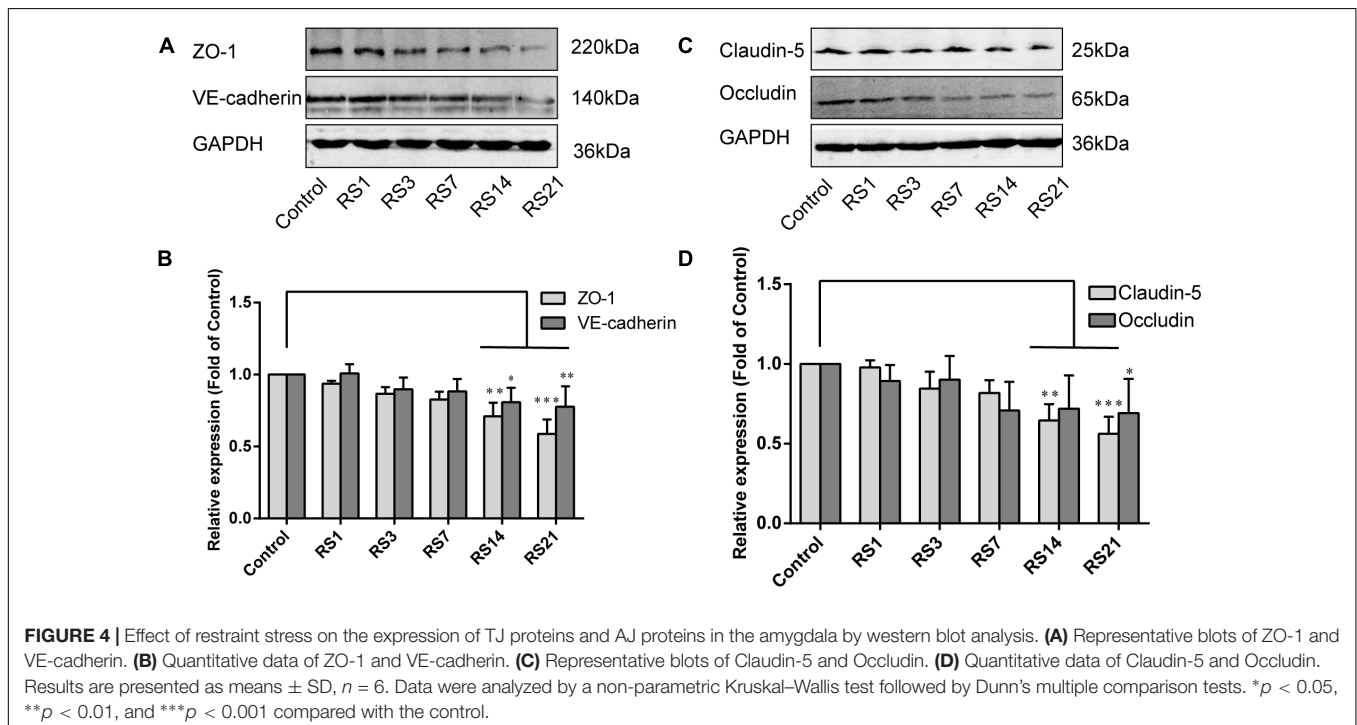 A
ZO-1
220kDa
VE-cadherin
140kDa
GAPDH
36kDa
Control RS1 RS3 RS7 RS14 RS21
C
Claudin-5
25kDa
Occludin
65kDa
GAPDH
36kDa
Control RS1 RS3 RS7 RS14 RS21
B
Relative expression (Fold of Control)
1.5
1.0
0.5
0.0
ZO-1
VE-cadherin
** * *** **
Control RS1 RS3 RS7 RS14 RS21
D
Relative expression (Fold of Control)
1.5
1.0
0.5
0.0
Claudin-5
Occludin
** *** *
Control RS1 RS3 RS7 RS14 RS21
FIGURE 4 | Effect of restraint stress on the expression of TJ proteins and AJ proteins in the amygdala by western blot analysis. (A) Representative blots of ZO-1 and
VE-cadherin. (B) Quantitative data of ZO-1 and VE-cadherin. (C) Representative blots of Claudin-5 and Occludin. (D) Quantitative data of Claudin-5 and Occludin.
Results are presented as means ± SD, n = 6. Data were analyzed by a non-parametric Kruskal–Wallis test followed by Dunn's multiple comparison tests. *p < 0.05,
**p < 0.01, and ***p < 0.001 compared with the control.